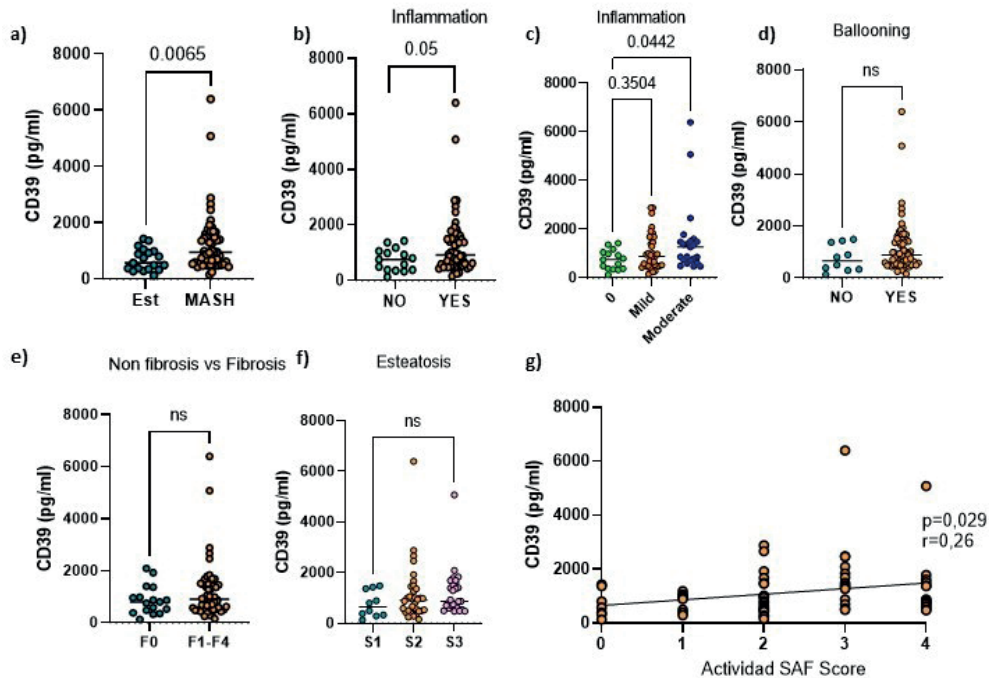 a)
0.0065
8000
6000
4000
2000
0
CD39 (pg/ml)
Est
MASH
b)
Inflammation
0.05
8000
6000
4000
2000
0
CD39 (pg/ml)
NO
YES
c)
Inflammation
0.0442
0.3504
8000
6000
4000
2000
0
CD39 (pg/ml)
0
Mild
Moderate
d)
Ballooning
ns
8000
6000
4000
2000
0
CD39 (pg/ml)
NO
YES
e)
Non fibrosis vs Fibrosis
ns
8000
6000
4000
2000
0
CD39 (pg/ml)
F0
F1-F4
f)
Esteatosis
ns
8000
6000
4000
2000
0
CD39 (pg/ml)
S1
S2
S3
g)
8000
6000
4000
2000
0
CD39 (pg/ml)
p=0,029
r=0,26
0
1
2
3
4
Actividad SAF Score